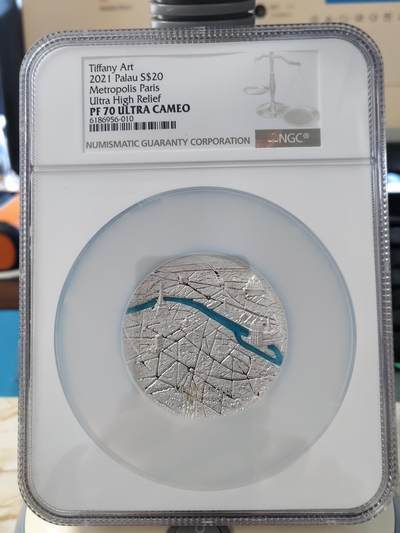 Tiffany Art
2021 Palau S$20
Metropolis Paris
Ultra High Relief
PF 70 ULTRA CAMEO
6186956-010
NUMISMATIC GUARANTY CORPORATION
NGC®